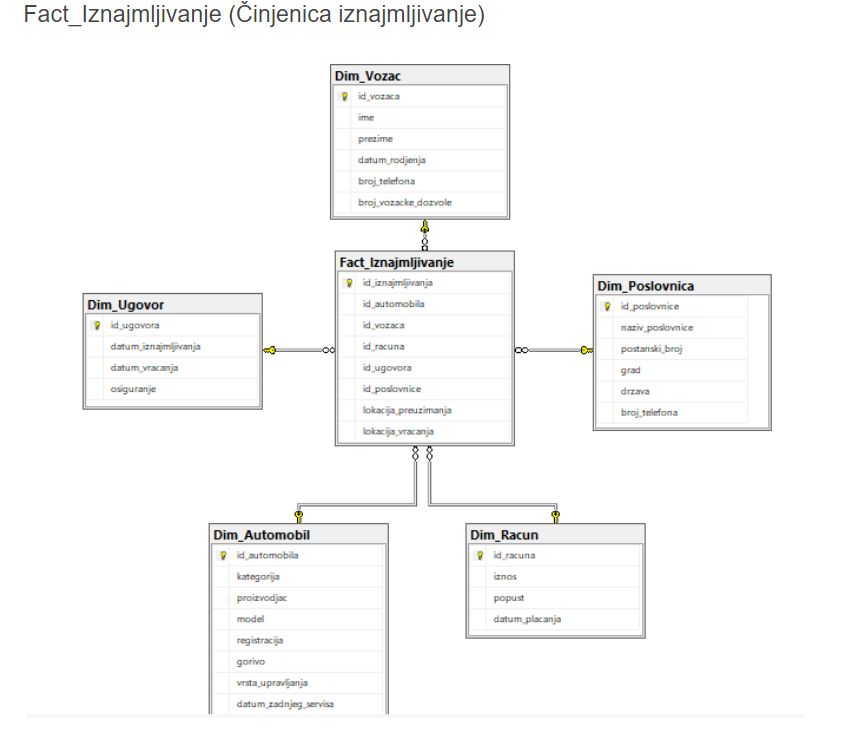 Fact_Iznajmljivanje (Činjenica iznajmljivanje)
Dim_Vozac
id_vozaca
ime
prezime
datum_rodjenja
broj_telefona
broj_vozacke_dozvole
Fact_Iznajmljivanje
id_iznajmljivanja
id_automobila
id_vozaca
id_racuna
id_ugovora
id_poslovnice
lokacija_preuzimanja
lokacija_vracanja
Dim_Ugovor
id_ugovora
datum_iznajmljivanja
datum_vracanja
osiguranje
Dim_Poslovnica
id_poslovnice
naziv_poslovnice
postanski_broj
grad
drzava
broj_telefona
Dim_Automobil
id_automobila
kategorija
proizvodjac
model
registracija
gorivo
vrsta_upravljanja
datum_zadnjeg_servisa
Dim_Racun
id_racuna
iznos
popust
datum_placanja